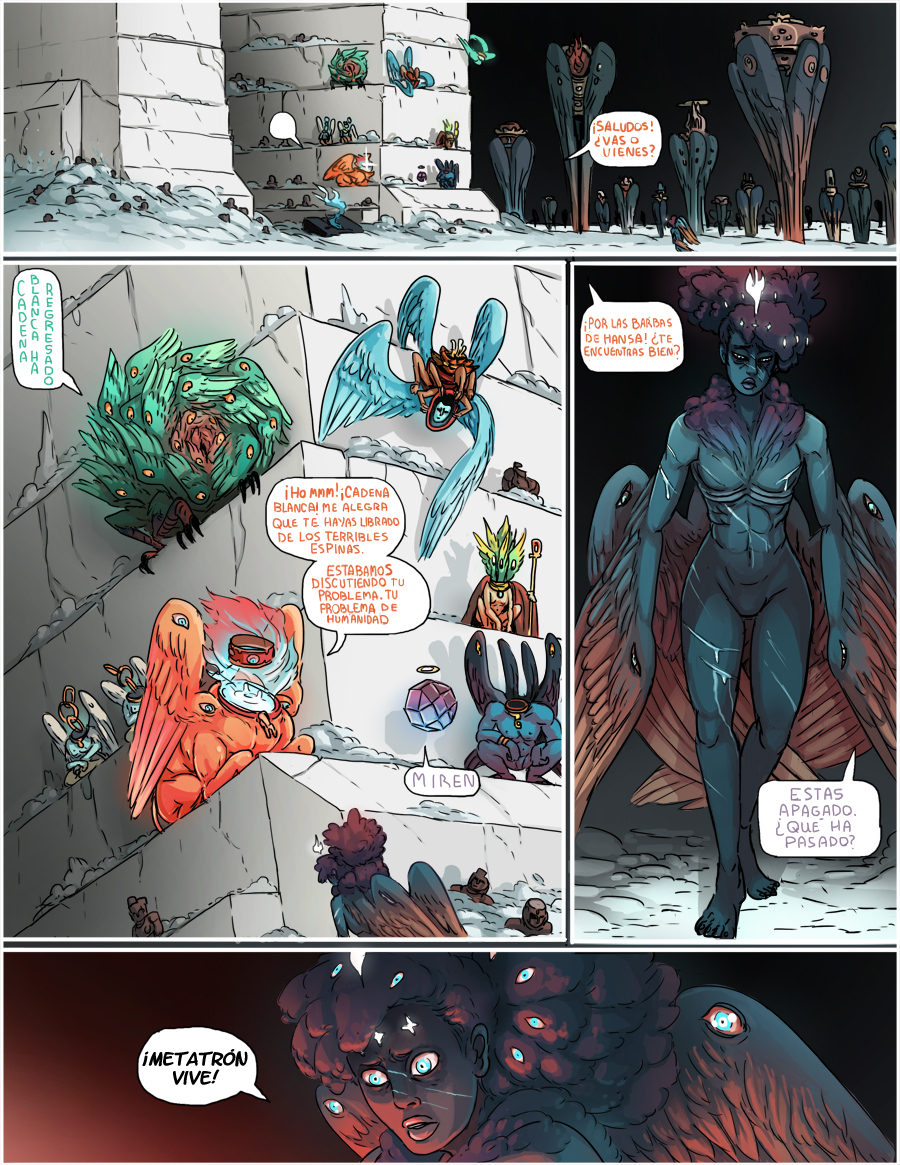 ¡SALUDOS!
¿VAS O
VIENES?
CADENA
BLANCA HA
REGRESADO
¡HO MMM! ¡CADENA
BLANCA! ME ALEGRA
QUE TE HAYAS LIBRADO
DE LOS TERRIBLES
ESPINAS.
ESTABAMOS
DISCUTIENDO TU
PROBLEMA. TU
PROBLEMA DE
HUMANIDAD
MIREN
¡POR LAS BARBAS
DE HANSA! ¿TE
ENCUENTRAS BIEN?
ESTAS
APAGADO.
¿QUE HA
PASADO?
¡METATRÓN
VIVE!